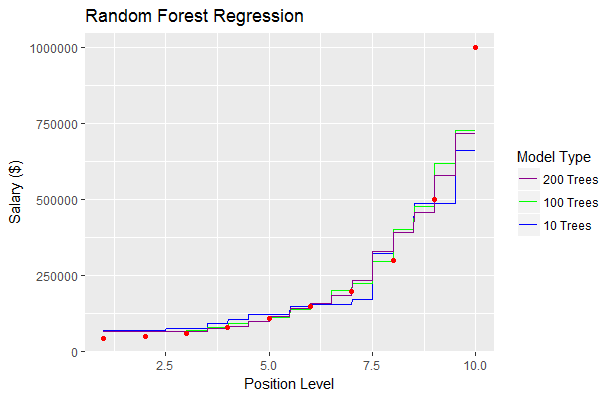 Random Forest Regression
1000000
750000
500000
250000
0
Salary ($)
2.5 5.0 7.5 10.0
Position Level
Model Type
200 Trees
100 Trees
10 Trees